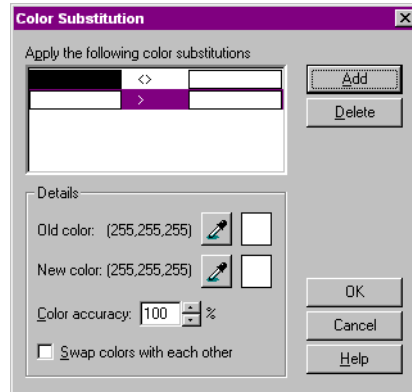 Color Substitution
Apply the following color substitutions
<>
>
Add
Delete
Details
Old color: (255,255,255)
New color: (255,255,255)
Color accuracy: 100 %
Swap colors with each other
OK
Cancel
Help